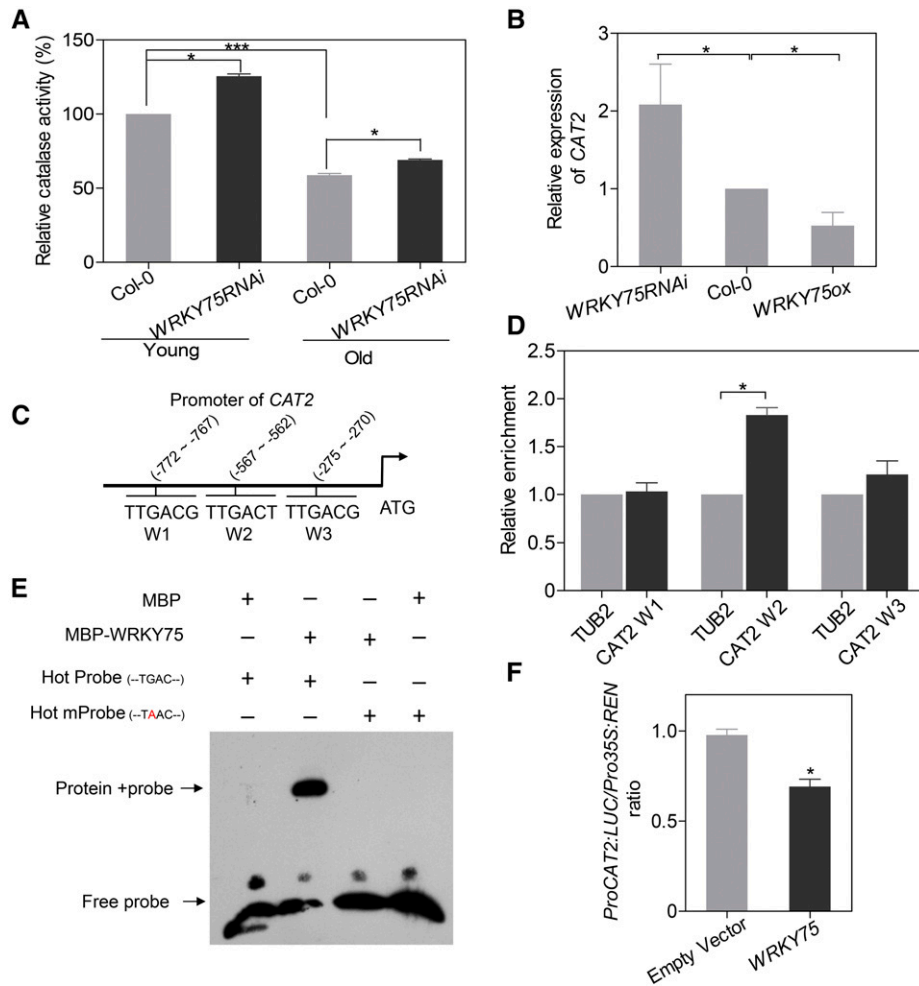 A
Relative catalase activity (%)
150
100
50
0
***
*
*
Col-0
WRKY75RNAi
Col-0
WRKY75RNAi
Young
Old
B
Relative expression
of CAT2
3
2
1
0
*
*
WRKY75RNAi
Col-0
WRKY75ox
C
Promoter of CAT2
(-772 ~ -767)
(-567 ~ -562)
(-275 ~ -270)
TTGACG
TTGACT
TTGACG
ATG
W1
W2
W3
D
Relative enrichment
2.5
2.0
1.5
1.0
0.5
0
*
TUB2
CAT2 W1
TUB2
CAT2 W2
TUB2
CAT2 W3
E
MBP + – – +
MBP-WRKY75 – + + –
Hot Probe (--TGAC--) + + – –
Hot mProbe (--TAAC--) – – + +
Protein +probe
Free probe
F
ProCAT2:LUC/Pro35S:REN
ratio
1.0
0.5
0
*
Empty Vector
WRKY75